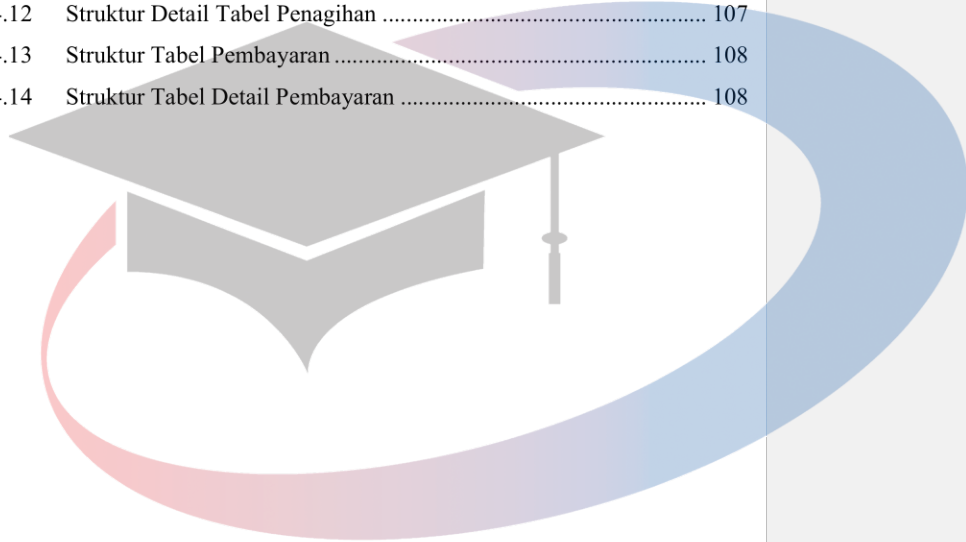 .12 Struktur Detail Tabel Penagihan ........................................................ 107
.13 Struktur Tabel Pembayaran ................................................................ 108
.14 Struktur Tabel Detail Pembayaran .................................................... 108